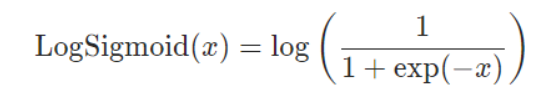 LogSigmoid(x) = log ( 1 / 1 + exp(−x) )